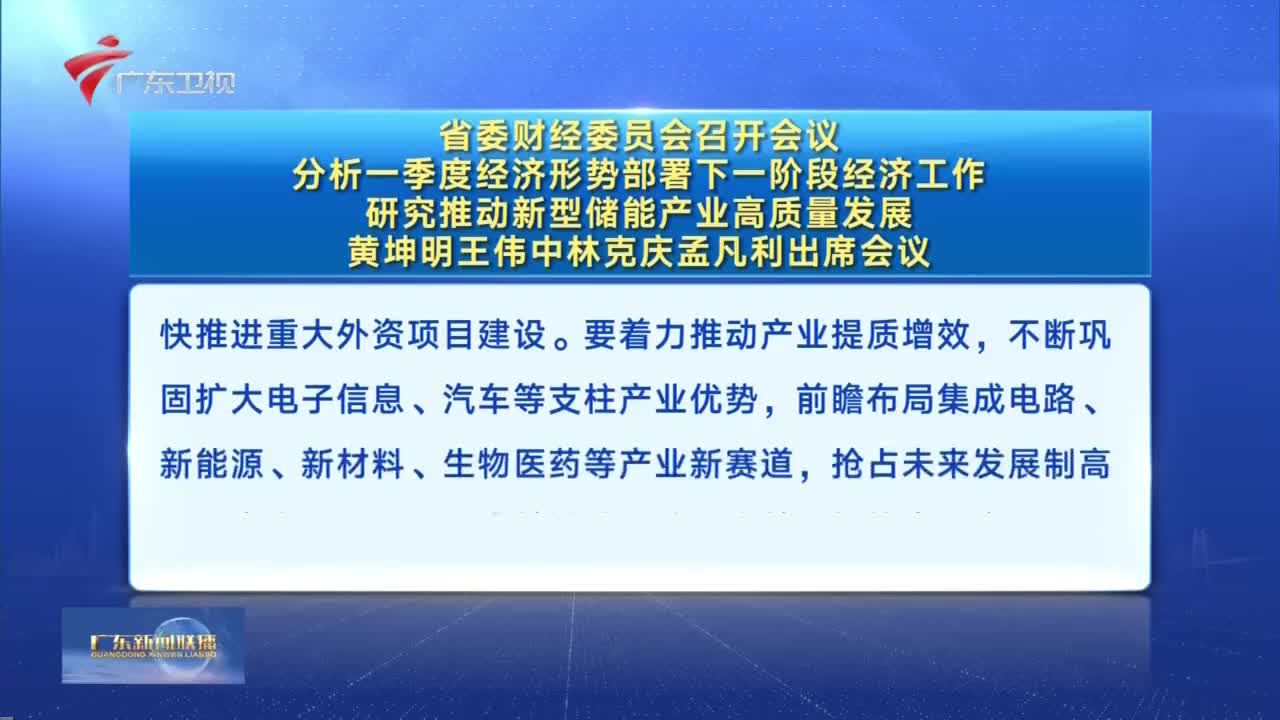 广东卫视
省委财经委员会召开会议
分析一季度经济形势部署下一阶段经济工作
研究推动新型储能产业高质量发展
黄坤明王伟中林克庆孟凡利出席会议
快推进重大外资项目建设。要着力推动产业提质增效，不断巩
固扩大电子信息、汽车等支柱产业优势，前瞻布局集成电路、
新能源、新材料、生物医药等产业新赛道，抢占未来发展制高
广东新闻联播
GUANGDONG XINWEN LIANBO